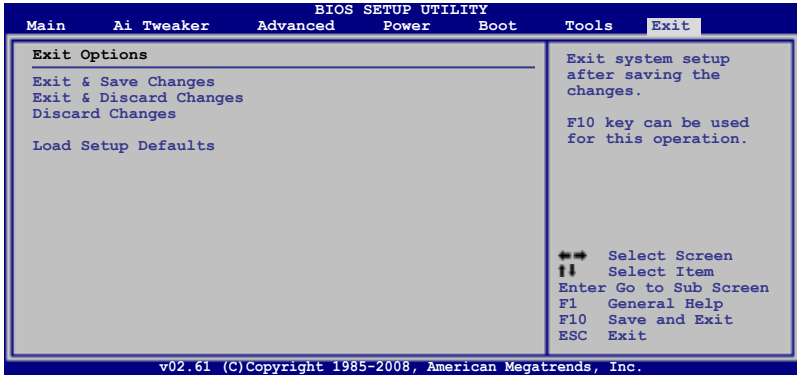 BIOS SETUP UTILITY
Main Ai Tweaker Advanced Power Boot Tools Exit
Exit Options
Exit & Save Changes
Exit & Discard Changes
Discard Changes
Load Setup Defaults
Exit system setup
after saving the
changes.
F10 key can be used
for this operation.
Select Screen
Select Item
Enter Go to Sub Screen
F1 General Help
F10 Save and Exit
ESC Exit
v02.61 (C)Copyright 1985-2008, American Megatrends, Inc.